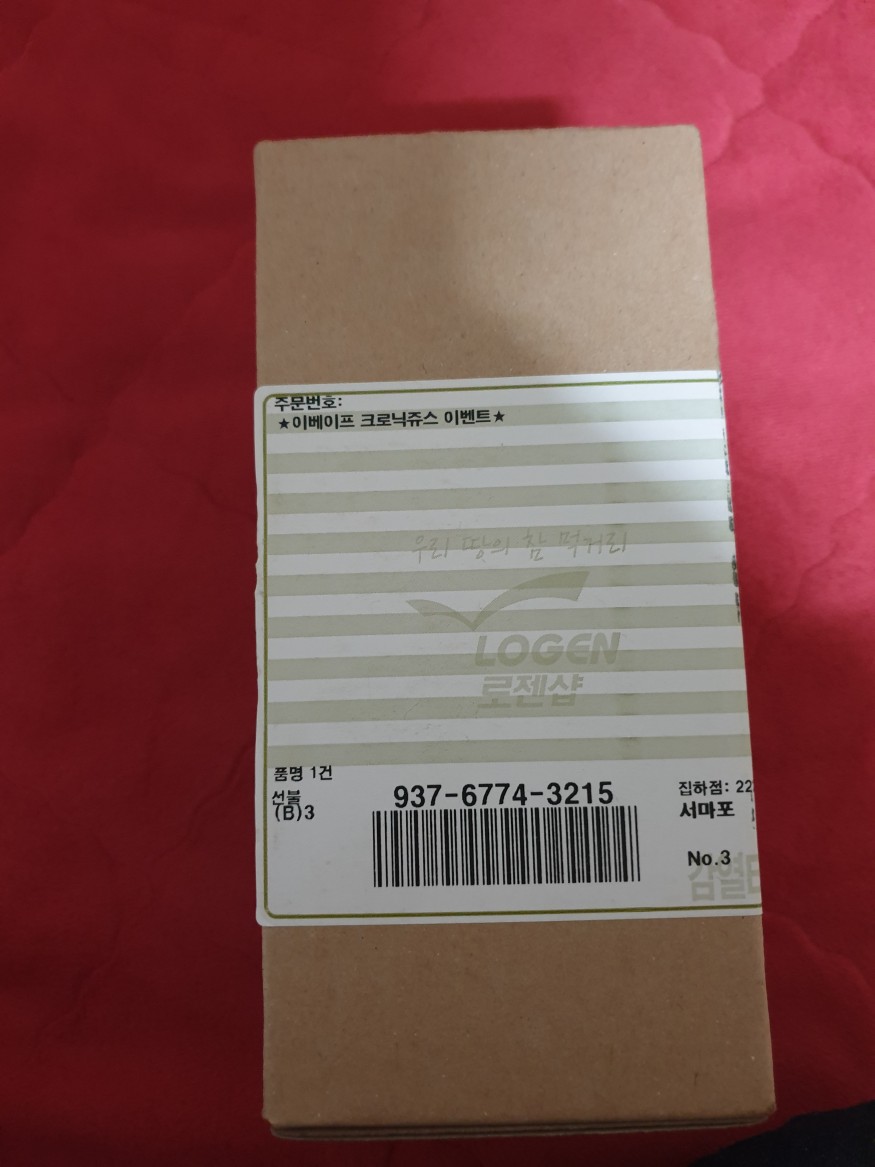 주문번호:
★이베이프 크로닉쥬스 이벤트★
우리 땅의 참 먹거리
LOGEN
로젠샵
품명 1건
선불
(B)3
937-6774-3215
집하점: 22
서마포
No.3
감열